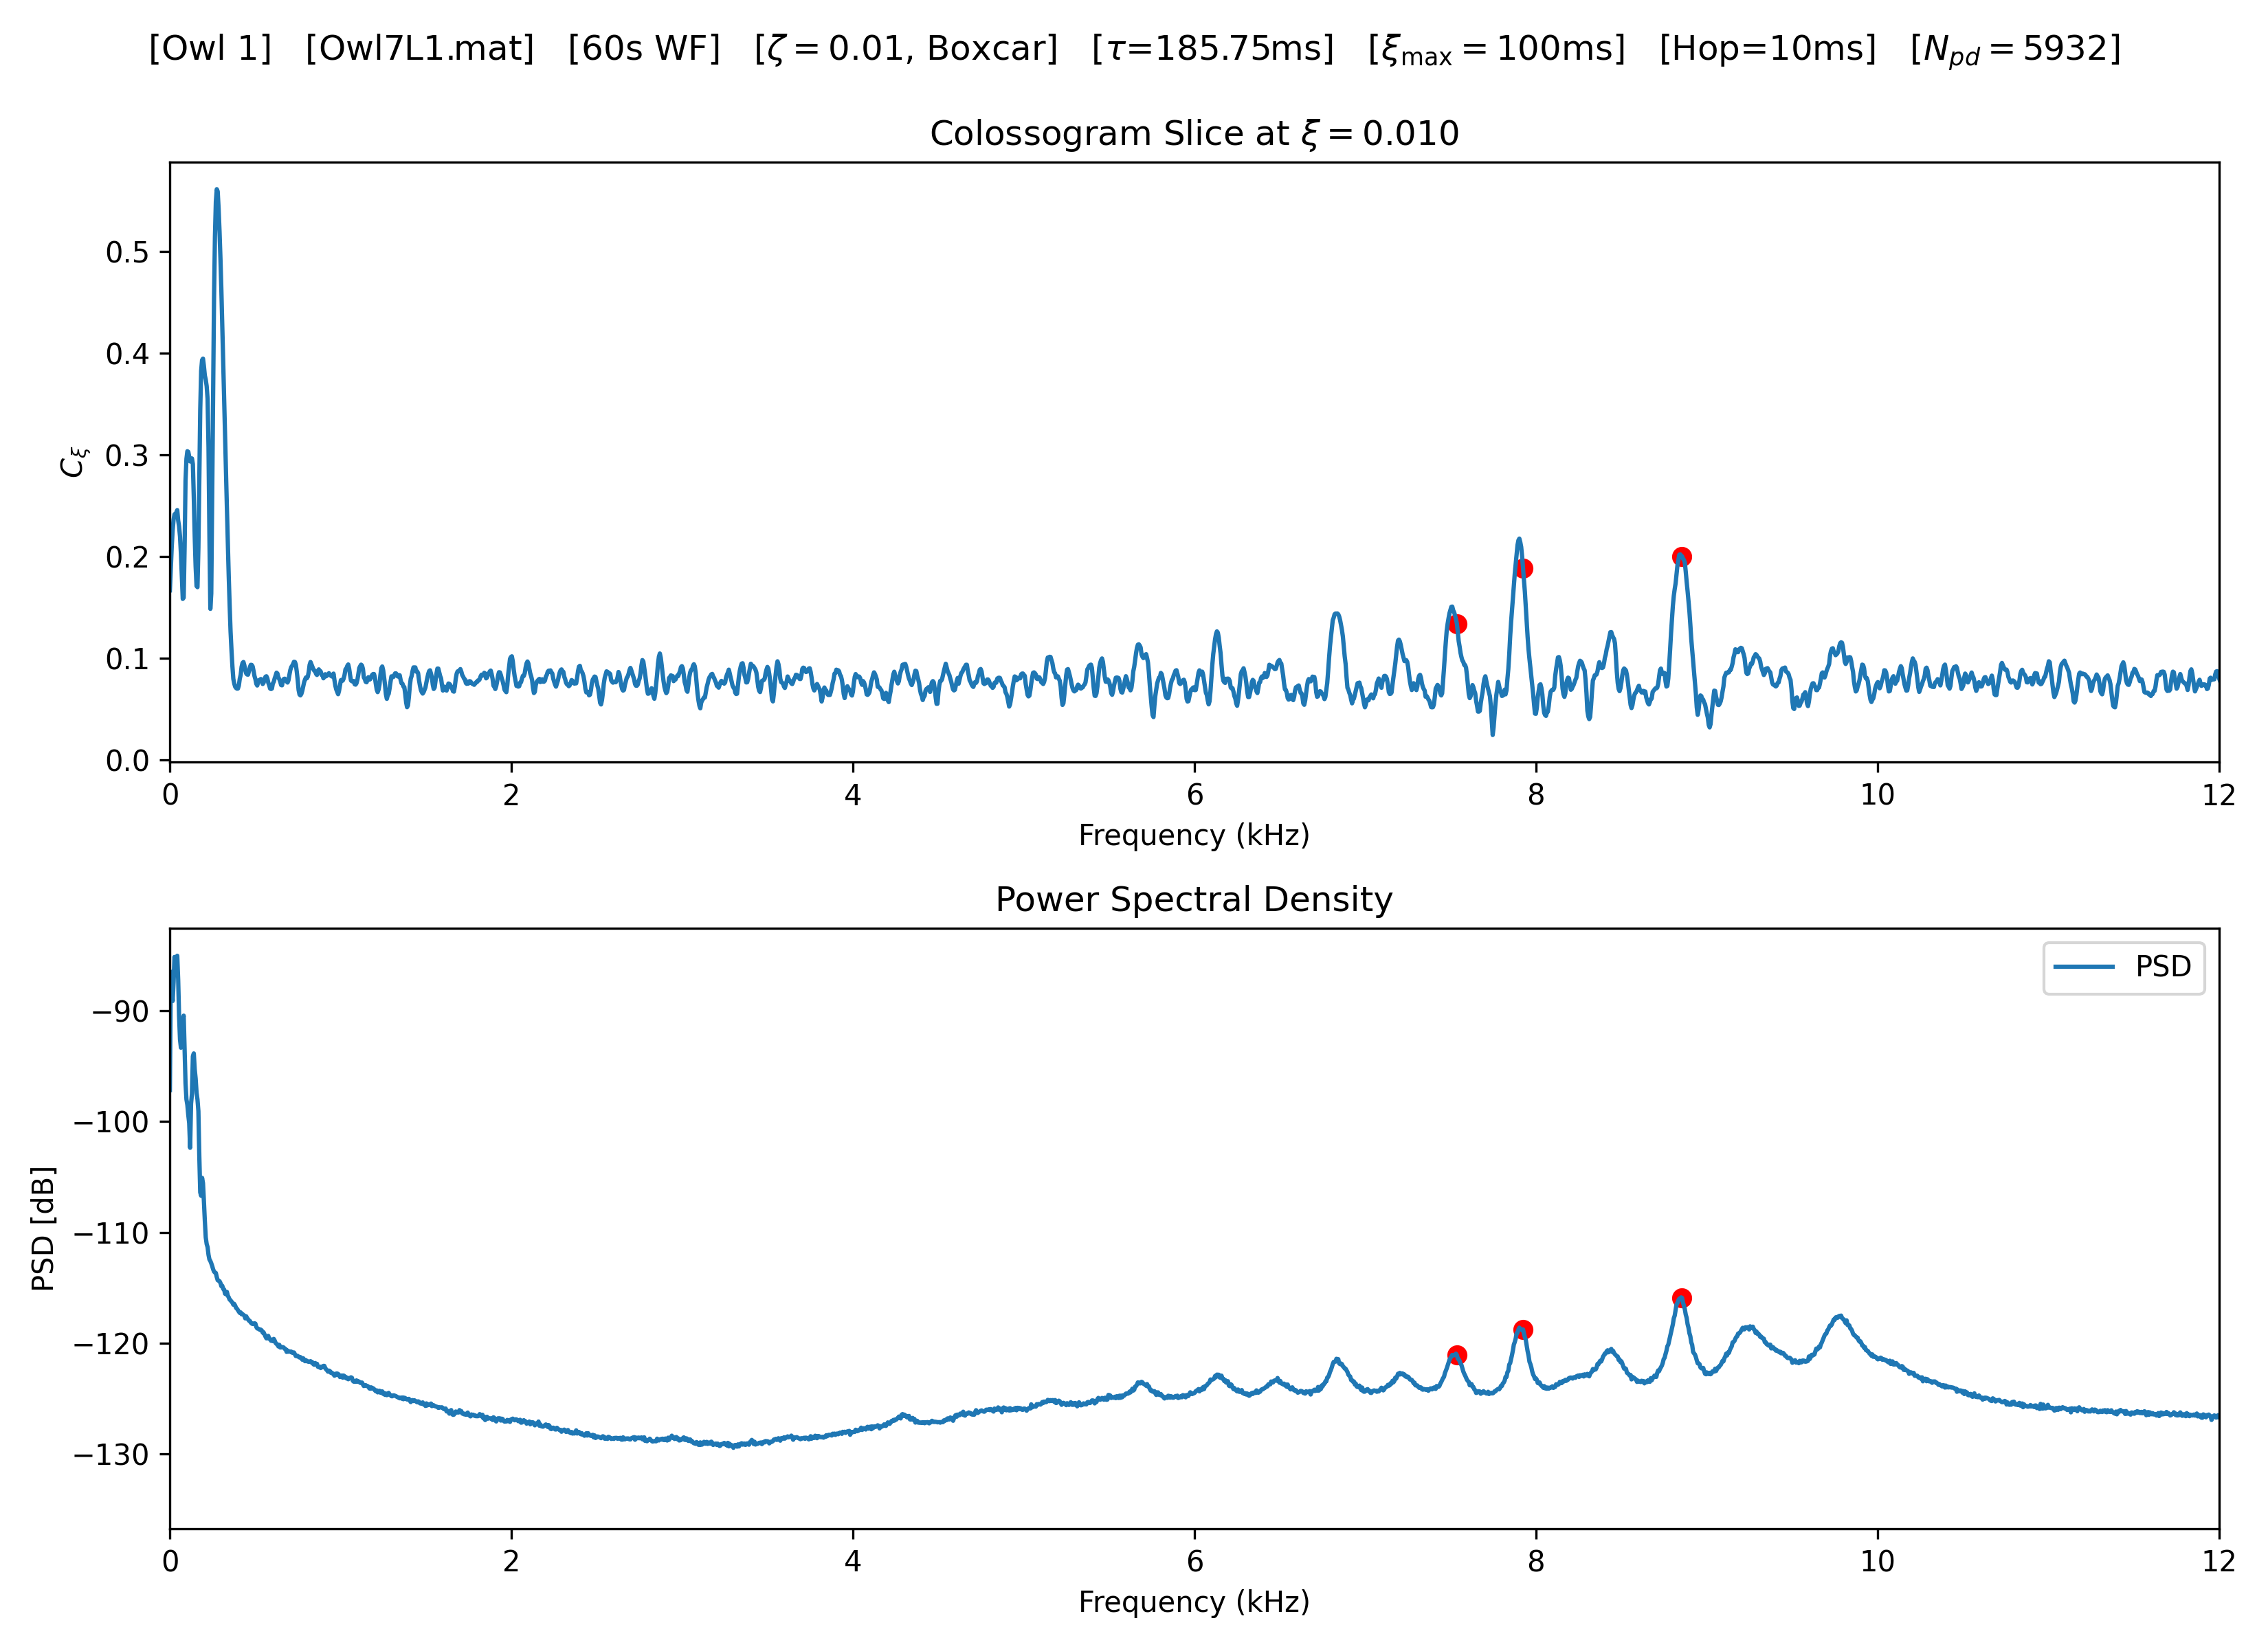 [Owl 1] [Owl7L1.mat] [60s WF] [ζ = 0.01, Boxcar] [τ=185.75ms] [ξmax = 100ms] [Hop=10ms] [Npd = 5932]
Colossogram Slice at ξ = 0.010
Cξ
0.5
0.4
0.3
0.2
0.1
0.0
0 2 4 6 8 10 12
Frequency (kHz)
Power Spectral Density
PSD
PSD [dB]
−90
−100
−110
−120
−130
0 2 4 6 8 10 12
Frequency (kHz)